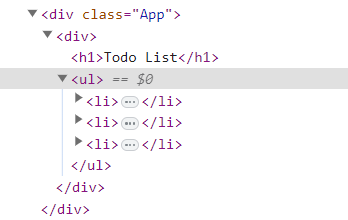 ▼<div class="App">
▼<div>
<h1>Todo List</h1>
▼<ul> == $0
▶<li>…</li>
▶<li>…</li>
▶<li>…</li>
</ul>
</div>
</div>